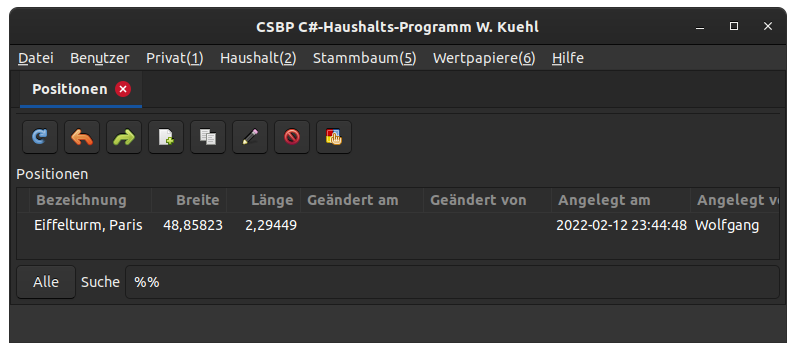 CSBP C#-Haushalts-Programm W. Kuehl
Datei Benutzer Privat(1) Haushalt(2) Stammbaum(5) Wertpapiere(6) Hilfe
Positionen
Positionen
Bezeichnung Breite Länge Geändert am Geändert von Angelegt am Angelegt v
Eiffelturm, Paris 48,85823 2,29449 2022-02-12 23:44:48 Wolfgang
Alle Suche %%